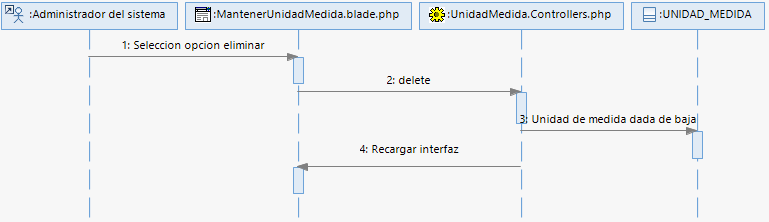 :Administrador del sistema
:MantenerUnidadMedida.blade.php
:UnidadMedida.Controllers.php
:UNIDAD_MEDIDA
1: Seleccion opcion eliminar
2: delete
3: Unidad de medida dada de baja
4: Recargar interfaz